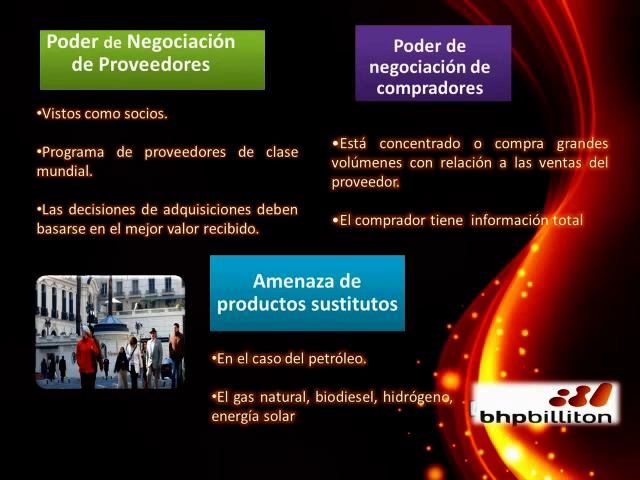 Poder de Negociación
de Proveedores
•Vistos como socios.
•Programa de proveedores de clase
mundial.
•Las decisiones de adquisiciones deben
basarse en el mejor valor recibido.
Poder de
negociación de
compradores
•Está concentrado o compra grandes
volúmenes con relación a las ventas del
proveedor.
•El comprador tiene información total
Amenaza de
productos sustitutos
•En el caso del petróleo.
•El gas natural, biodiesel, hidrógeno,
energía solar
bhpbilliton